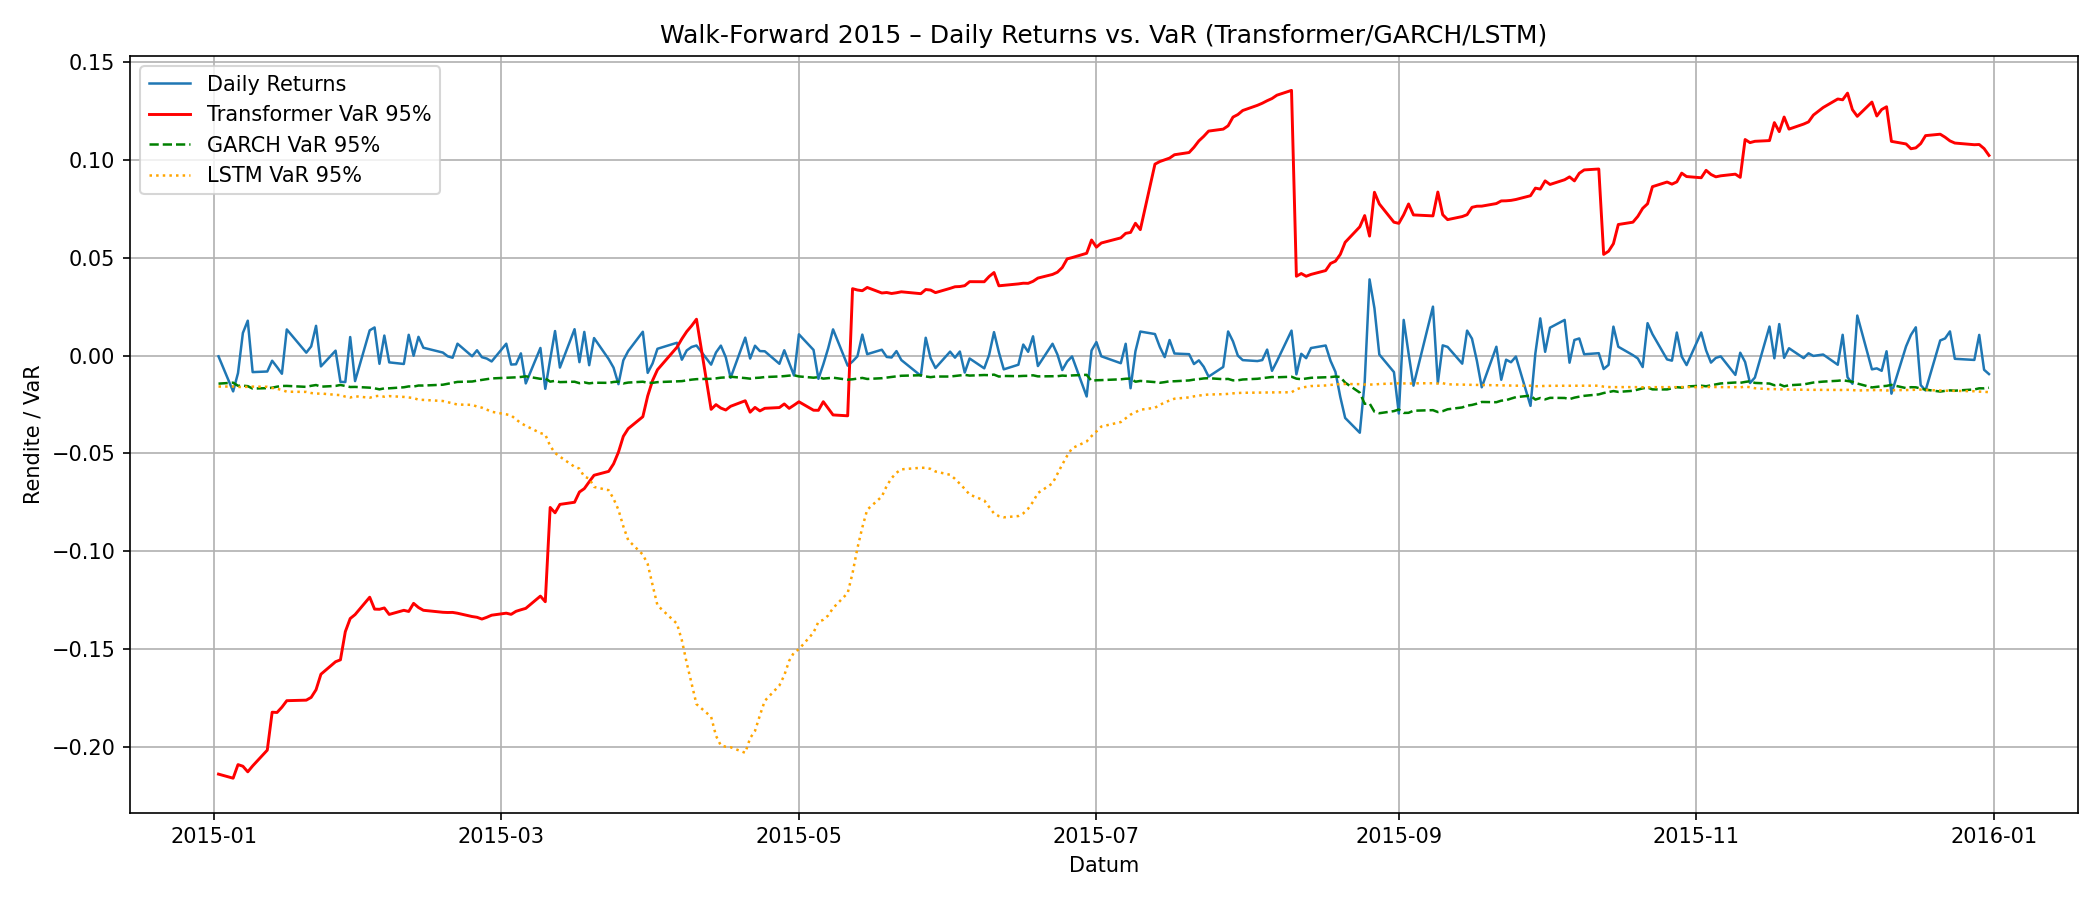 Walk-Forward 2015 – Daily Returns vs. VaR (Transformer/GARCH/LSTM)
Daily Returns
Transformer VaR 95%
GARCH VaR 95%
LSTM VaR 95%
0.15
0.10
0.05
0.00
−0.05
−0.10
−0.15
−0.20
Rendite / VaR
2015-01
2015-03
2015-05
2015-07
2015-09
2015-11
2016-01
Datum